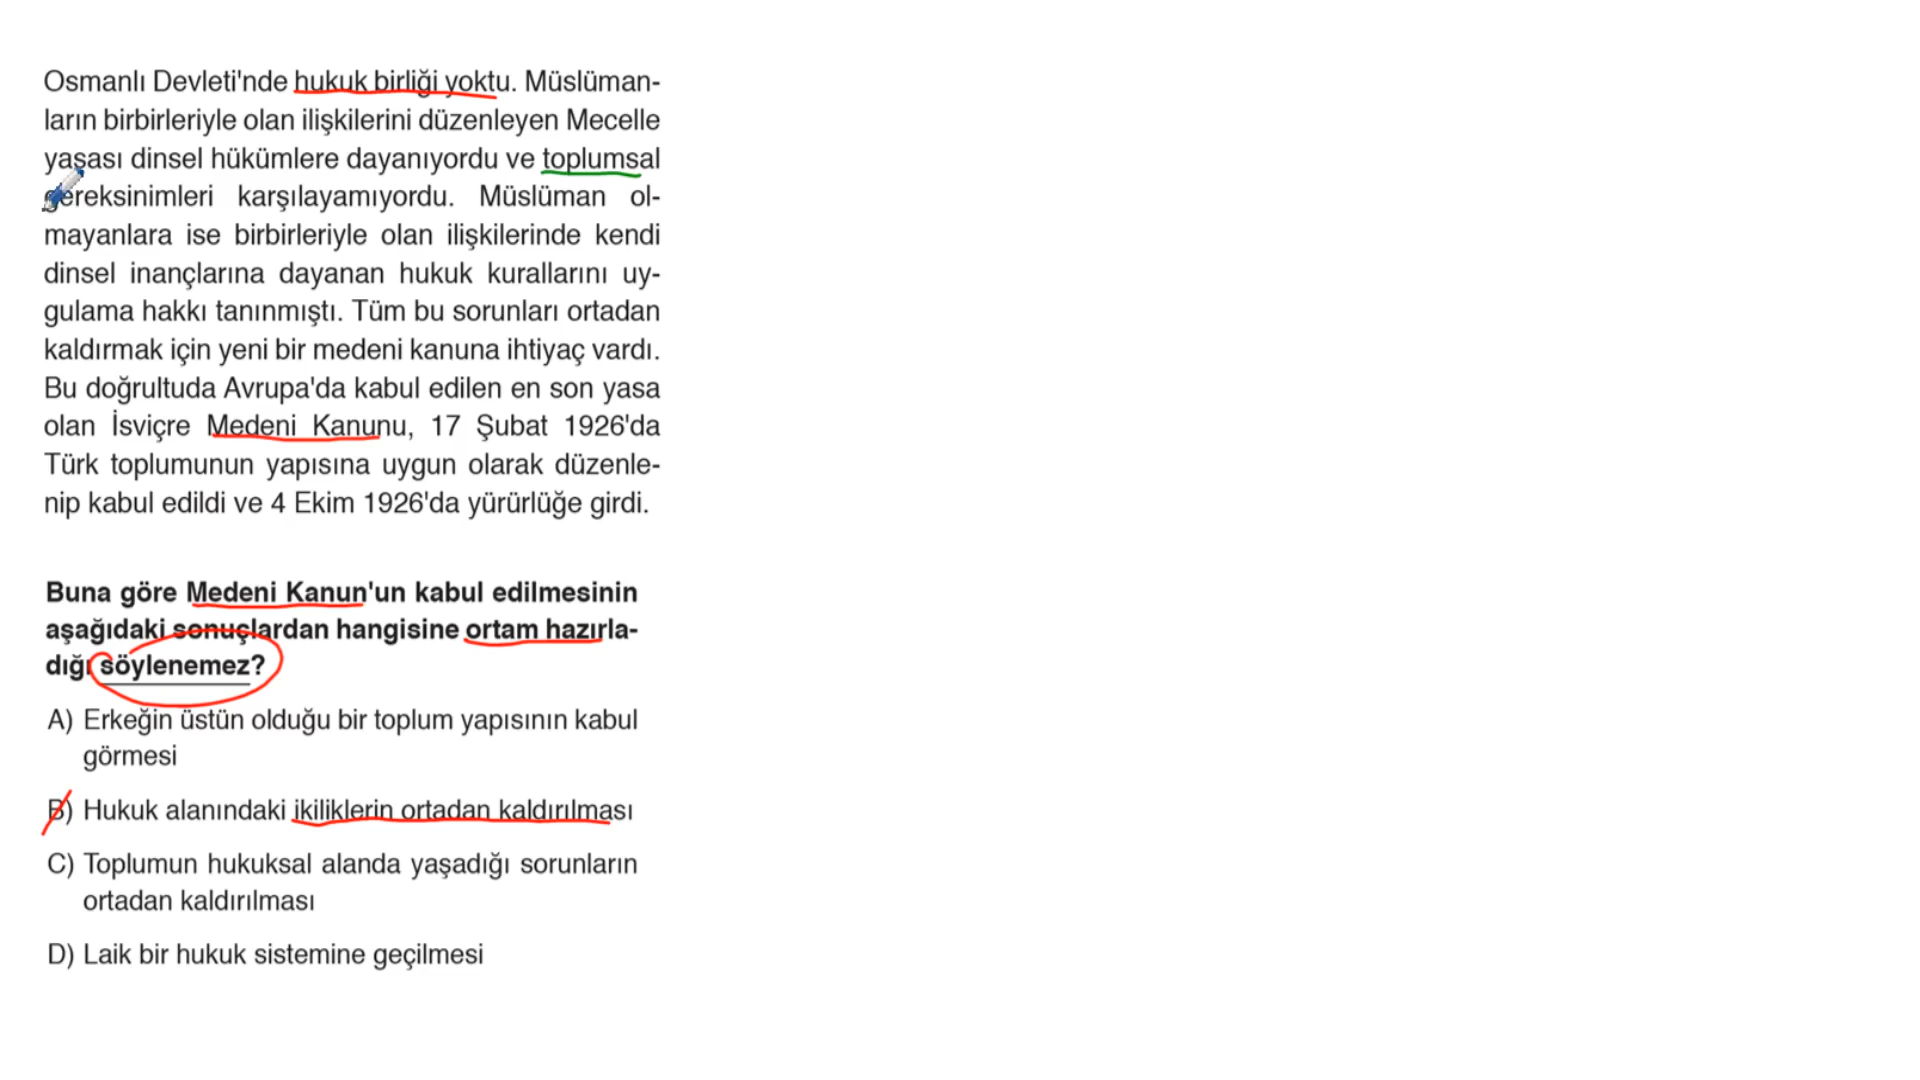 Osmanlı Devleti'nde hukuk birliği yoktu. Müslüman-
ların birbirleriyle olan ilişkilerini düzenleyen Mecelle
yasası dinsel hükümlere dayanıyordu ve toplumsal
gereksinimleri karşılayamıyordu. Müslüman ol-
mayanlara ise birbirleriyle olan ilişkilerinde kendi
dinsel inançlarına dayanan hukuk kurallarını uy-
gulama hakkı tanınmıştı. Tüm bu sorunları ortadan
kaldırmak için yeni bir medeni kanuna ihtiyaç vardı.
Bu doğrultuda Avrupa'da kabul edilen en son yasa
olan İsviçre Medeni Kanunu, 17 Şubat 1926'da
Türk toplumunun yapısına uygun olarak düzenle-
nip kabul edildi ve 4 Ekim 1926'da yürürlüğe girdi.
Buna göre Medeni Kanun'un kabul edilmesinin
aşağıdaki sonuçlardan hangisine ortam hazırla-
dığı söylenemez?
A) Erkeğin üstün olduğu bir toplum yapısının kabul
görmesi
B) Hukuk alanındaki ikiliklerin ortadan kaldırılması
C) Toplumun hukuksal alanda yaşadığı sorunların
ortadan kaldırılması
D) Laik bir hukuk sistemine geçilmesi